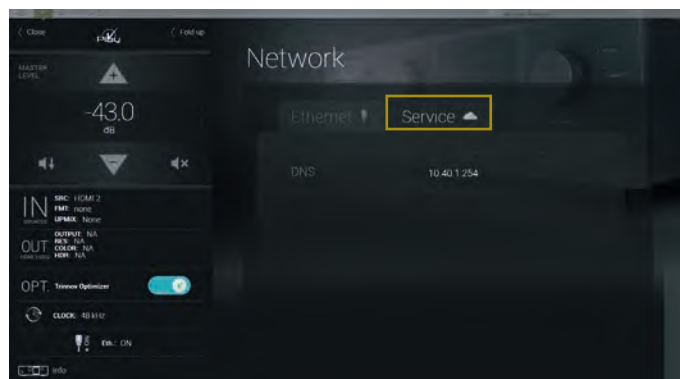 Close
Fold up
MASTER
LEVEL
-43.0
dB
IN
SRC: HDMI 2
FMT: none
UPMIX: None
OUT
OUTPUT: NA
RES: NA
COLOR: NA
HDR: NA
OPT. Trinnov Optimizer
CLOCK: 48 kHz
Eth.: ON
Info
Network
Ethernet
Service
DNS 10.40.1.254